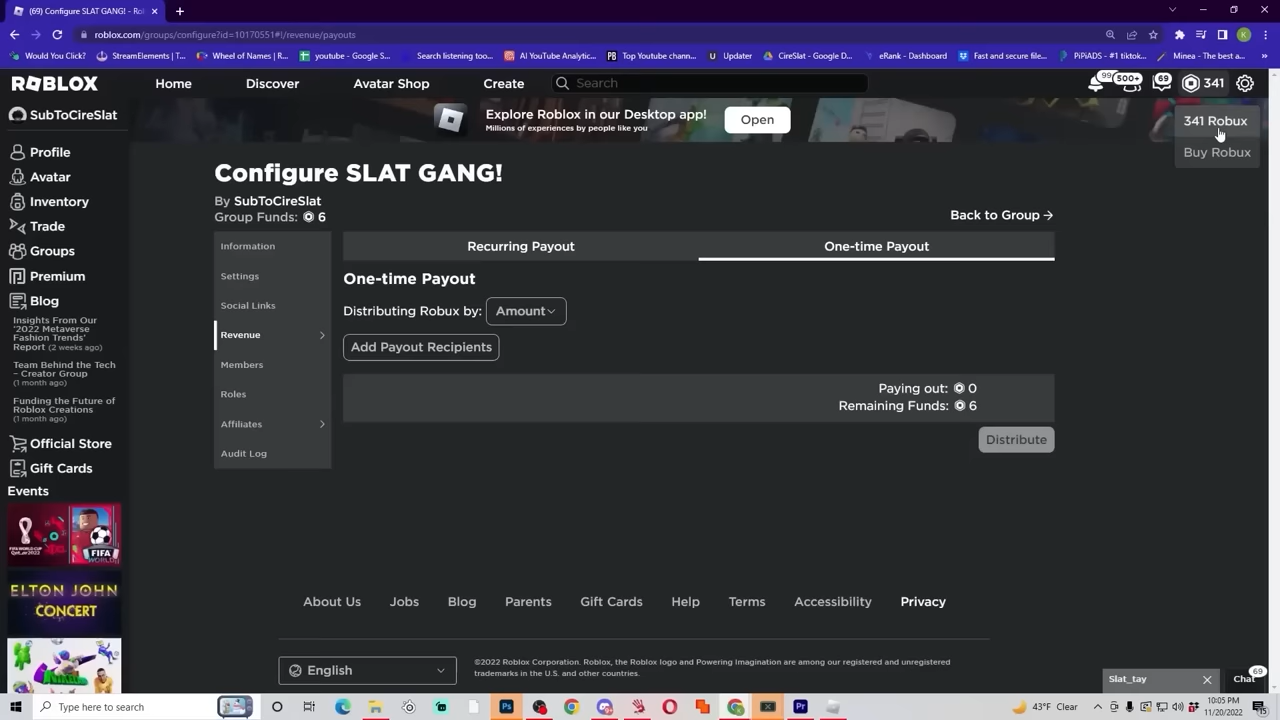 (69) Configure SLAT GANG! - Ro
roblox.com/groups/configure?id=10170551#!/revenue/payouts
Would You Click?
StreamElements |
youtube - Google S...
Search listening too...
AI YouTube Analytic...
Top Youtube chann...
Updater
CireSlat - Google D...
eRank - Dashboard
Fast and secure file...
PiPiADS - #1 tiktok...
Minea - The best a...
ROBLOX
Home
Discover
Avatar Shop
Create
Search
99
500+
69
341
SubToCireSlat
Explore Roblox in our Desktop app!
Millions of experiences by people like you
Open
341 Robux
Buy Robux
Profile
Avatar
Inventory
Trade
Groups
Premium
Blog
Insights From Our
'2022 Metaverse
Fashion Trends'
Report (2 weeks ago)
Team Behind the Tech
– Creator Group
(1 month ago)
Funding the Future of
Roblox Creations
(1 month ago)
Official Store
Gift Cards
Events
FIFA WORLD CUP
Qatar2022
FIFA
WORLD
ELTON JOHN
CONCERT
Configure SLAT GANG!
By SubToCireSlat
Group Funds: 6
Back to Group
Information
Settings
Social Links
Revenue
Members
Roles
Affiliates
Audit Log
Recurring Payout
One-time Payout
One-time Payout
Distributing Robux by: Amount
Add Payout Recipients
Paying out: 0
Remaining Funds: 6
Distribute
About Us
Jobs
Blog
Parents
Gift Cards
Help
Terms
Accessibility
Privacy
English
©2022 Roblox Corporation. Roblox, the Roblox logo and Powering Imagination are among our registered and unregistered
trademarks in the U.S. and other countries.
Slat_tay
Chat
69
Type here to search
43°F Clear
10:05 PM
11/20/2022